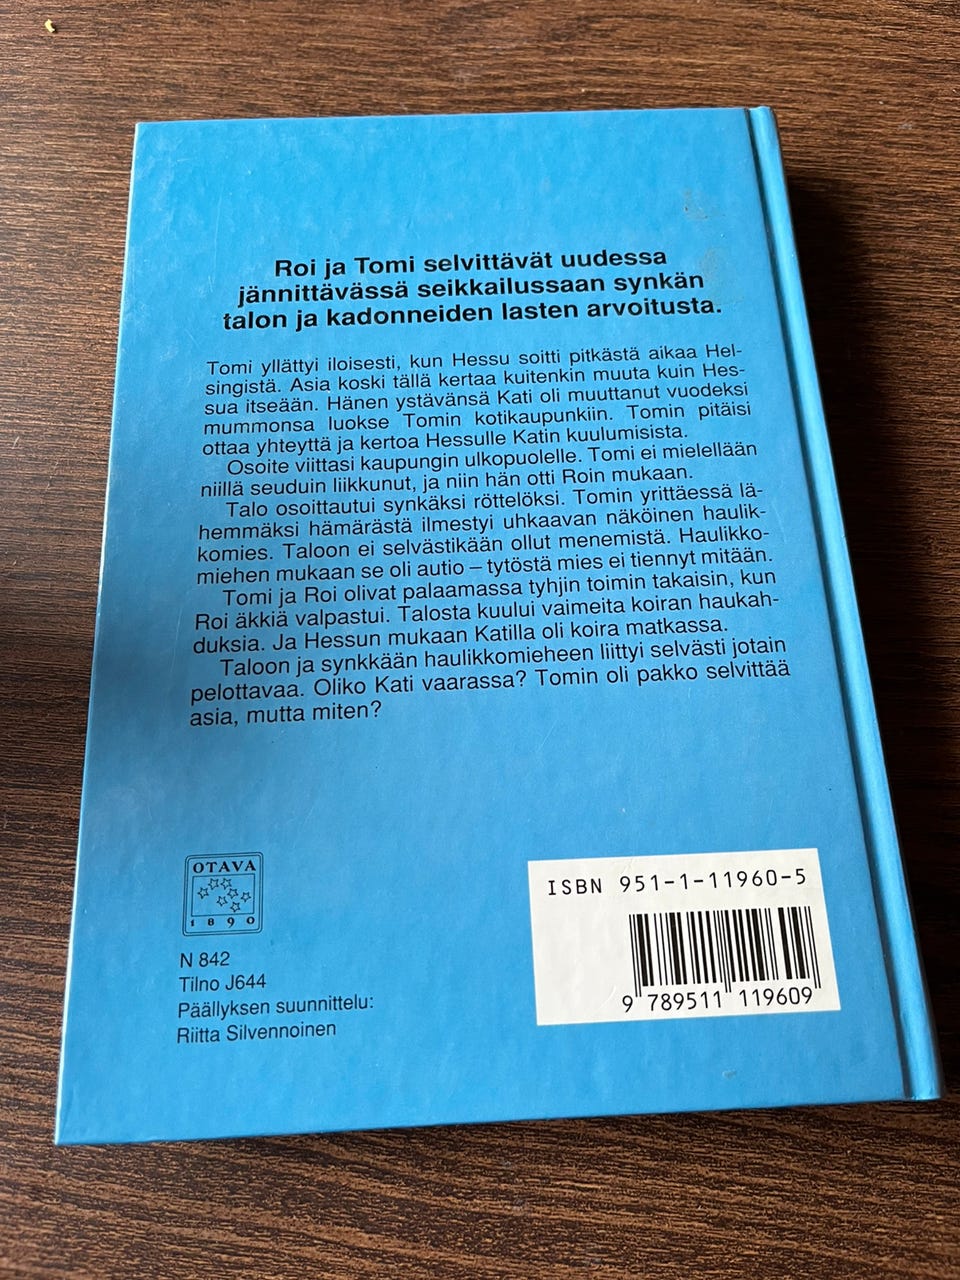 Roi ja Tomi selvittävät uudessa
jännittävässä seikkailussaan synkän
talon ja kadonneiden lasten arvoitusta.
Tomi yllättyi iloisesti, kun Hessu soitti pitkästä aikaa Hel-
singistä. Asia koski tällä kertaa kuitenkin muuta kuin Hes-
sua itseään. Hänen ystävänsä Kati oli muuttanut vuodeksi
mummonsa luokse Tomin kotikaupunkiin. Tomin pitäisi
ottaa yhteyttä ja kertoa Hessulle Katin kuulumisista.
Osoite viittasi kaupungin ulkopuolelle. Tomi ei mielellään
niillä seuduin liikkunut, ja niin hän otti Roin mukaan.
Talo osoittautui synkäksi röttelöksi. Tomin yrittäessä lä-
hemmäksi hämärästä ilmestyi uhkaavan näköinen haulik-
komies. Taloon ei selvästikään ollut menemistä. Haulikko-
miehen mukaan se oli autio – tytöstä mies ei tiennyt mitään.
Tomi ja Roi olivat palaamassa tyhjin toimin takaisin, kun
Roi äkkiä valpastui. Talosta kuului vaimeita koiran haukah-
duksia. Ja Hessun mukaan Katilla oli koira matkassa.
Taloon ja synkkään haulikkomieheen liittyi selvästi jotain
pelottavaa. Oliko Kati vaarassa? Tomin oli pakko selvittää
asia, mutta miten?
OTAVA
1890
N 842
Tilno J644
Päällyksen suunnittelu:
Riitta Silvennoinen
ISBN 951-1-11960-5
9 789511 119609